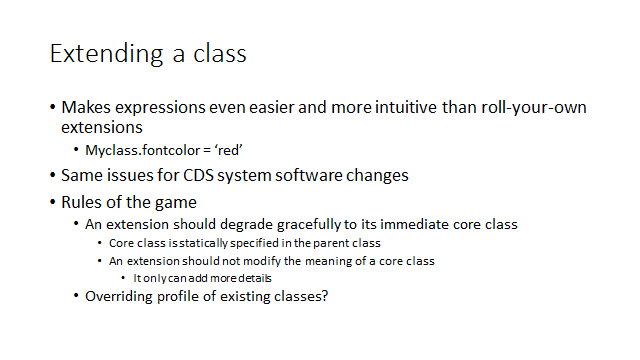 Extending a class
• Makes expressions even easier and more intuitive than roll-your-own
extensions
• Myclass.fontcolor = ‘red’
• Same issues for CDS system software changes
• Rules of the game
• An extension should degrade gracefully to its immediate core class
• Core class is statically specified in the parent class
• An extension should not modify the meaning of a core class
• It only can add more details
• Overriding profile of existing classes?